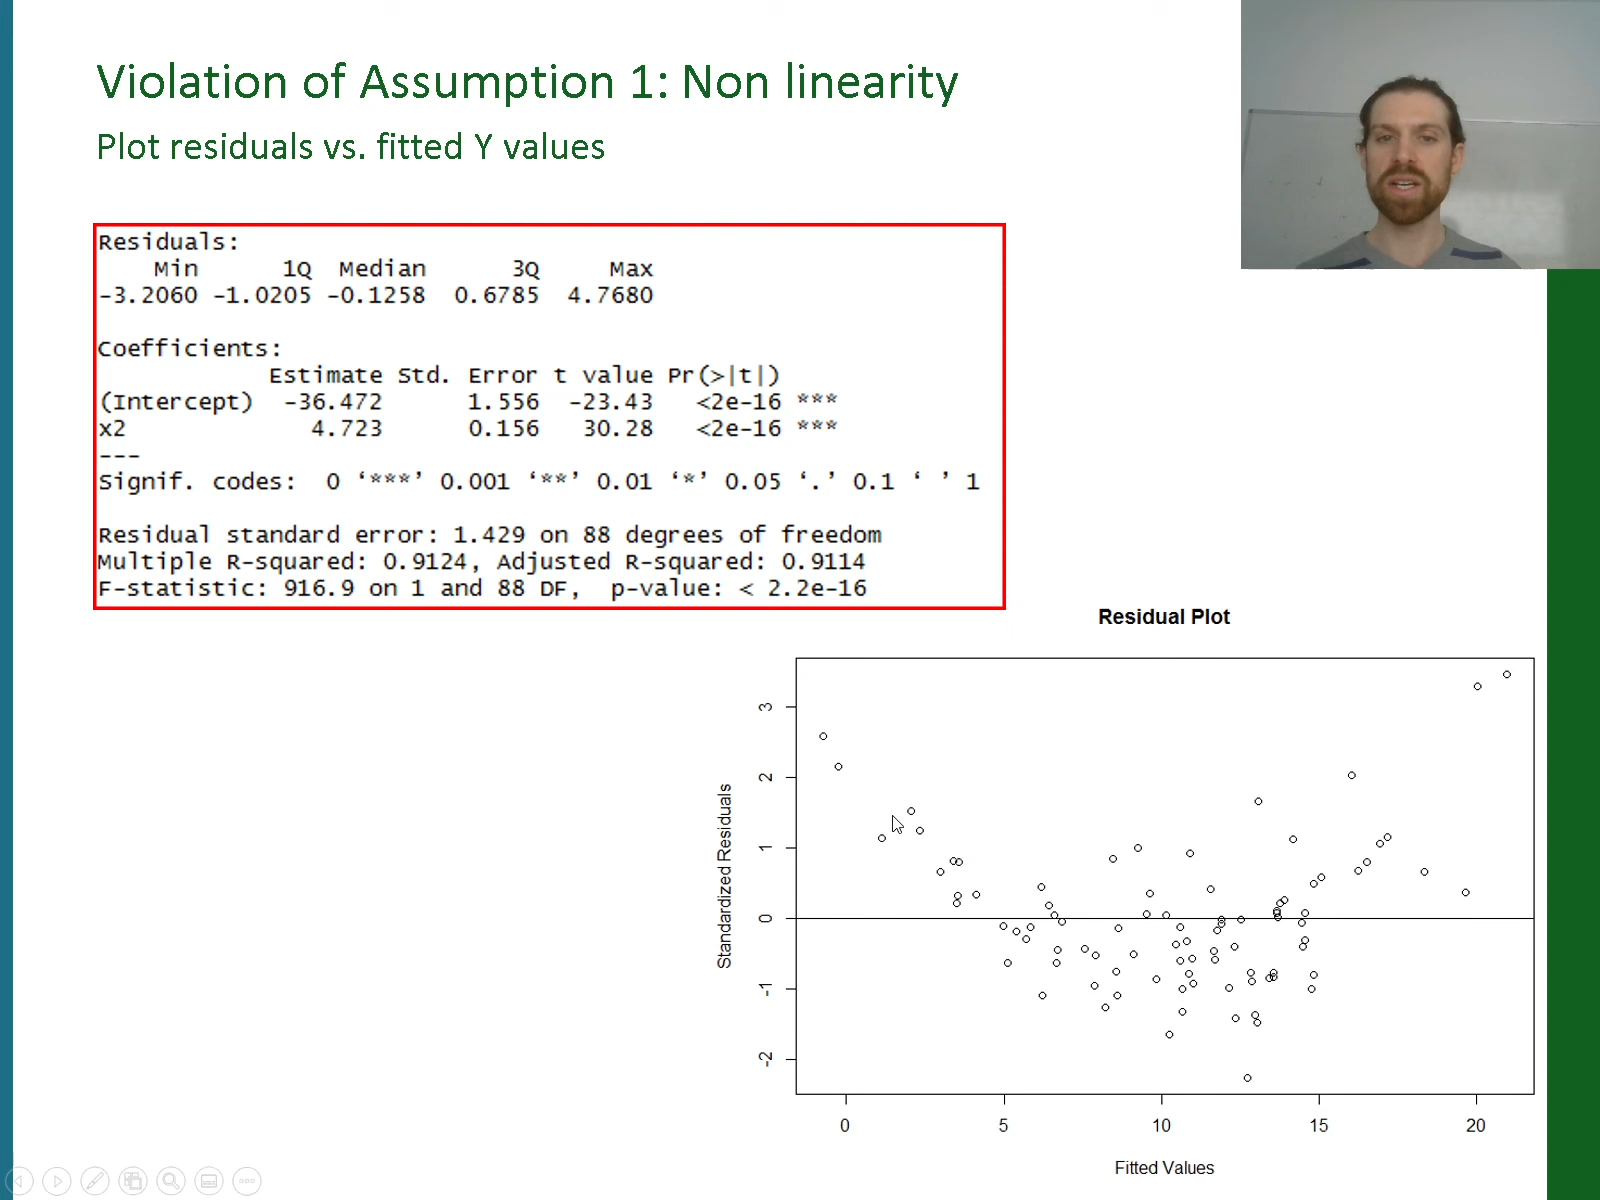 Violation of Assumption 1: Non linearity
Plot residuals vs. fitted Y values
Residuals:
Min 1Q Median 3Q Max
-3.2060 -1.0205 -0.1258 0.6785 4.7680
Coefficients:
Estimate Std. Error t value Pr(>|t|)
(Intercept) -36.472 1.556 -23.43 <2e-16 ***
x2 4.723 0.156 30.28 <2e-16 ***
---
Signif. codes: 0 ‘***’ 0.001 ‘**’ 0.01 ‘*’ 0.05 ‘.’ 0.1 ‘ ’ 1
Residual standard error: 1.429 on 88 degrees of freedom
Multiple R-squared: 0.9124, Adjusted R-squared: 0.9114
F-statistic: 916.9 on 1 and 88 DF, p-value: < 2.2e-16
Residual Plot
Standardized Residuals
3
2
1
0
-1
-2
0 5 10 15 20
Fitted Values